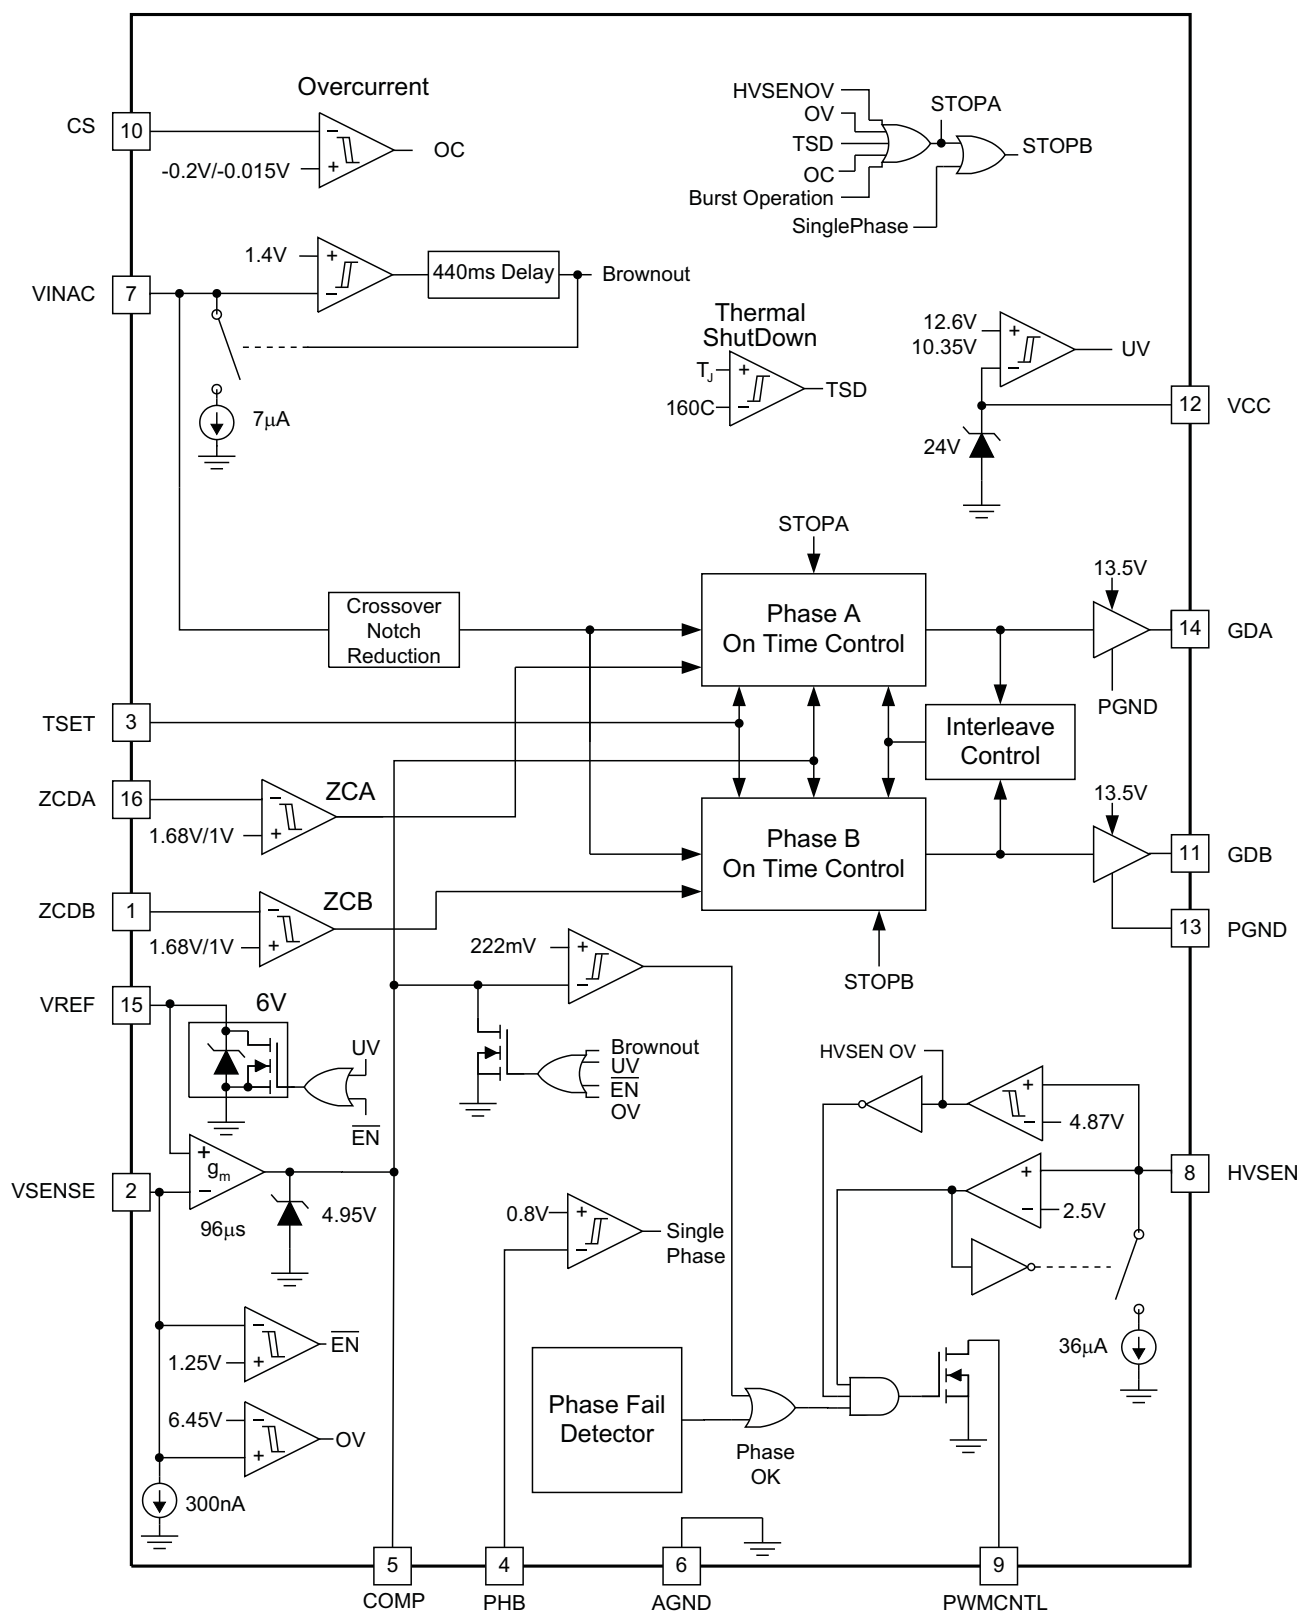 Overcurrent
CS
10
−
+
-0.2V/-0.015V
OC
HVSENOV
OV
TSD
OC
Burst Operation
SinglePhase
STOPA
STOPB
VINAC
7
1.4V
+
−
440ms Delay
Brownout
7µA
Thermal
ShutDown
TJ
+
160C
−
TSD
12.6V
10.35V
+
−
UV
12
VCC
24V
STOPA
Crossover
Notch
Reduction
Phase A
On Time Control
13.5V
14
GDA
PGND
TSET
3
Interleave
Control
ZCDA
16
−
+
1.68V/1V
ZCA
Phase B
On Time Control
13.5V
11
GDB
13
PGND
ZCDB
1
−
+
1.68V/1V
ZCB
STOPB
222mV
+
−
VREF
15
6V
UV
E̅N̅
Brownout
UV
E̅N̅
OV
HVSEN OV
+
−
4.87V
VSENSE
2
+
gm
−
96µs
4.95V
8
HVSEN
+
−
2.5V
0.8V
+
−
Single
Phase
36µA
−
+
1.25V
E̅N̅
6.45V
−
+
OV
300nA
Phase Fail
Detector
Phase
OK
5
COMP
4
PHB
6
AGND
9
PWMCNTL